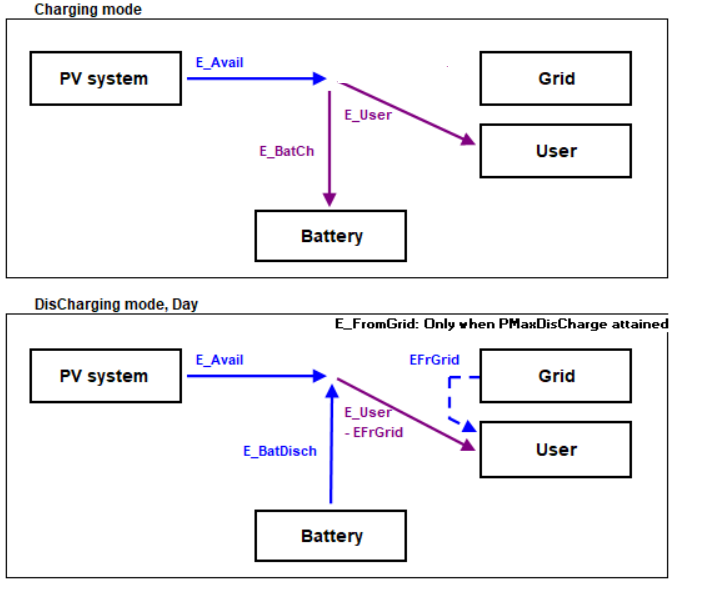 Charging mode
PV system
E_Avail
Grid
E_User
User
E_BatCh
Battery
DisCharging mode, Day
E_FromGrid: Only when PMaxDisCharge attained
PV system
E_Avail
EFrGrid
Grid
E_User
- EFrGrid
User
E_BatDisch
Battery